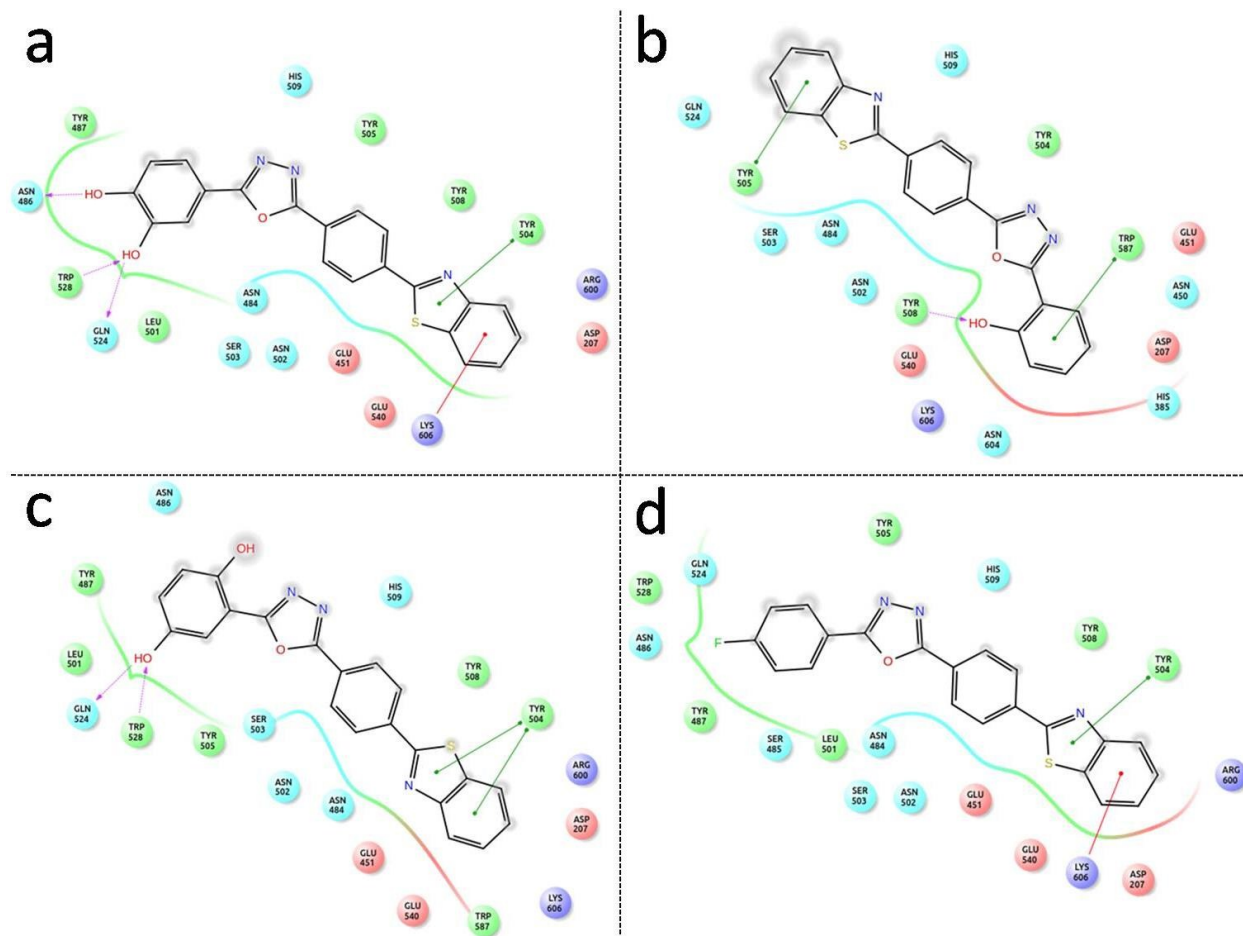 a
HIS
509
TYR
487
TYR
505
N
N
ASN
486
HO
O
TYR
508
HO
TYR
504
N
TRP
528
ARG
600
ASN
484
S
GLN
524
LEU
501
SER
503
ASN
502
GLU
451
ASP
207
GLU
540
LYS
606
b
HIS
509
GLN
524
N
S
TYR
504
TYR
505
N
N
SER
503
ASN
484
O
TRP
587
GLU
451
ASN
502
TYR
508
HO
ASN
450
GLU
540
ASP
207
LYS
606
ASN
604
HIS
385
c
ASN
486
OH
TYR
487
HIS
509
N
N
LEU
501
HO
O
TYR
508
GLN
524
TRP
528
TYR
505
SER
503
TYR
504
S
N
ASN
502
ASN
484
ARG
600
ASP
207
GLU
451
GLU
540
LYS
606
TRP
587
d
TYR
505
GLN
524
TRP
528
HIS
509
N
N
ASN
486
F
O
TYR
508
TYR
504
TYR
487
SER
485
LEU
501
ASN
484
N
S
SER
503
ASN
502
GLU
451
ARG
600
GLU
540
LYS
606
ASP
207